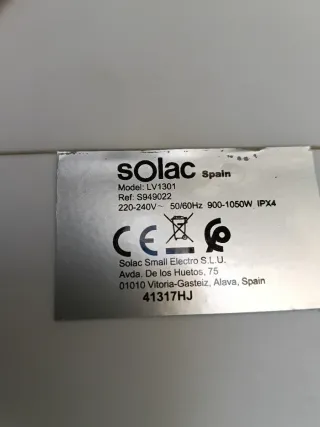 solac Spain
Model: LV1301
Ref: S949022
220-240V~ 50/60Hz 900-1050W IPX4
CE
Solac Small Electro S.L.U.
Avda. De los Huetos, 75
01010 Vitoria-Gasteiz, Alava, Spain
41317HJ